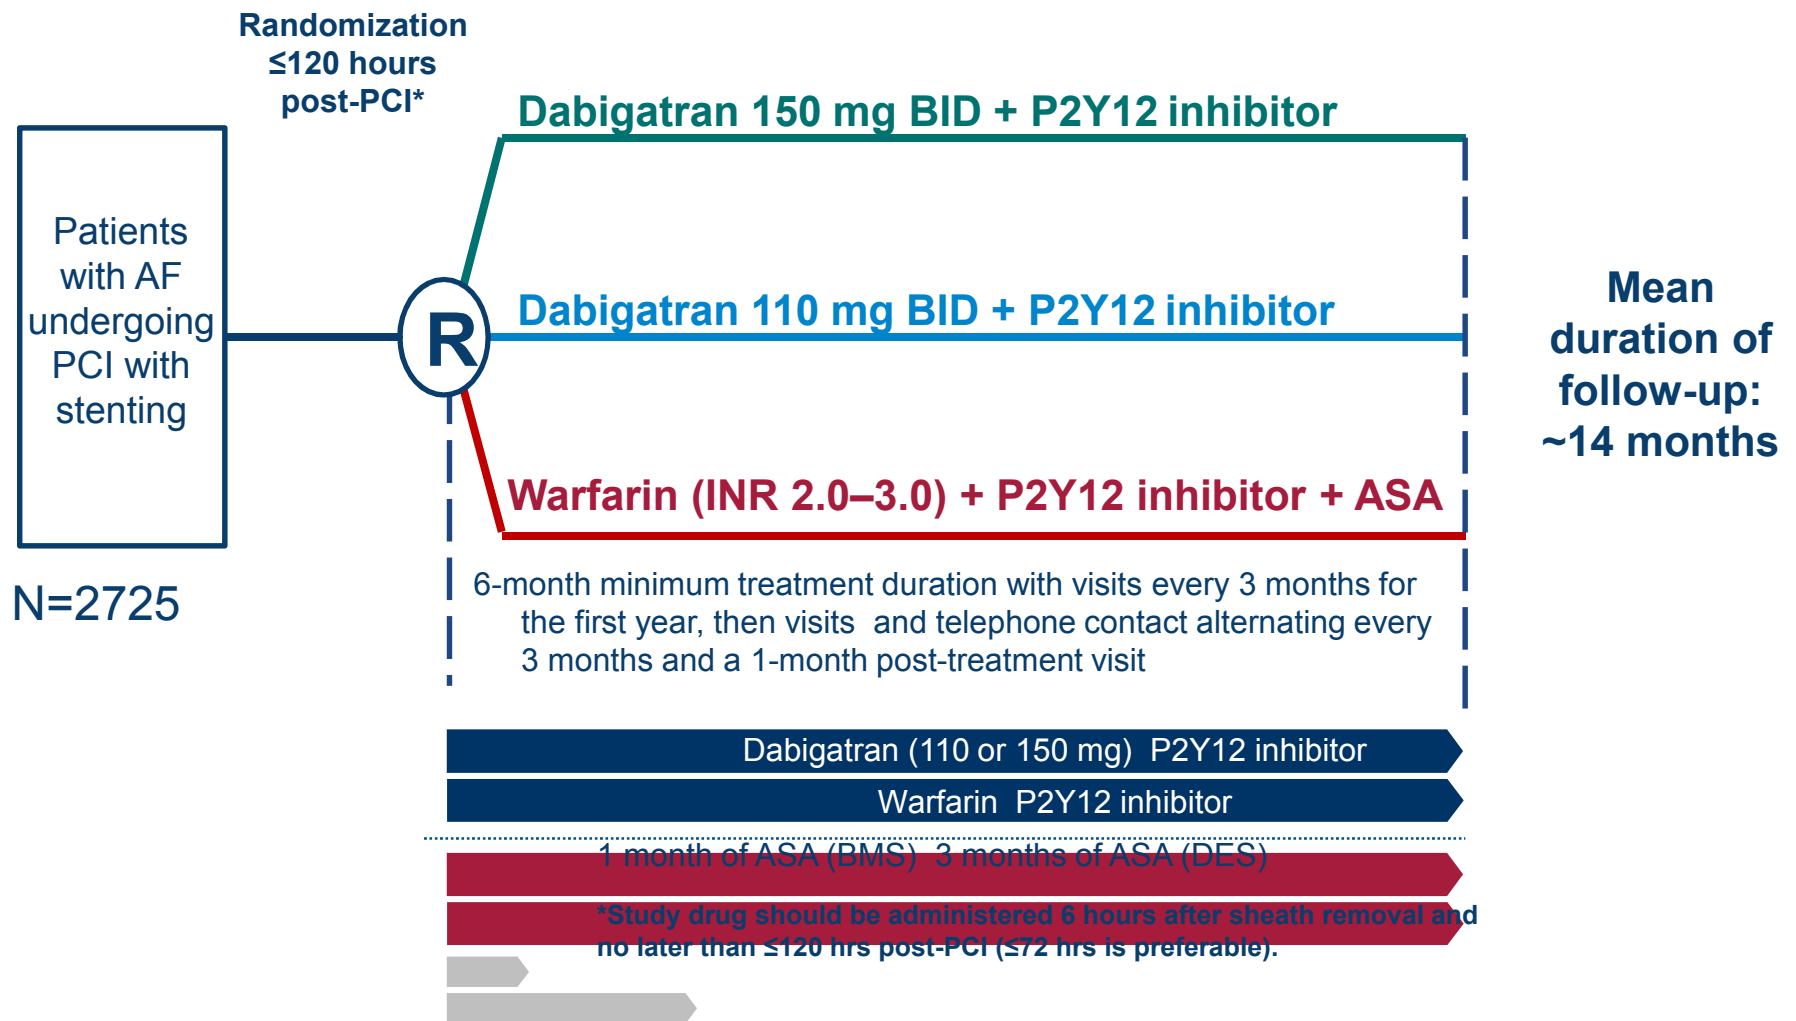 Randomization
≤120 hours
post-PCI*
Dabigatran 150 mg BID + P2Y12 inhibitor
Patients
with AF
undergoing
PCI with
stenting
R
Dabigatran 110 mg BID + P2Y12 inhibitor
Mean
duration of
follow-up:
~14 months
Warfarin (INR 2.0–3.0) + P2Y12 inhibitor + ASA
N=2725
6-month minimum treatment duration with visits every 3 months for
the first year, then visits and telephone contact alternating every
3 months and a 1-month post-treatment visit
Dabigatran (110 or 150 mg) P2Y12 inhibitor
Warfarin P2Y12 inhibitor
1 month of ASA (BMS) 3 months of ASA (DES)
*Study drug should be administered 6 hours after sheath removal and
no later than ≤120 hrs post-PCI (≤72 hrs is preferable).